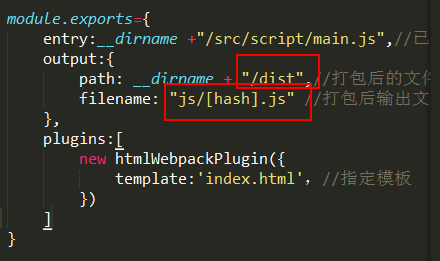 module.exports={
entry:__dirname +"/src/script/main.js",//已
output:{
path: __dirname + "/dist",//打包后的文件
filename: "js/[hash].js" //打包后输出文
},
plugins:[
new htmlWebpackPlugin({
template:'index.html', //指定模板
})
]
}